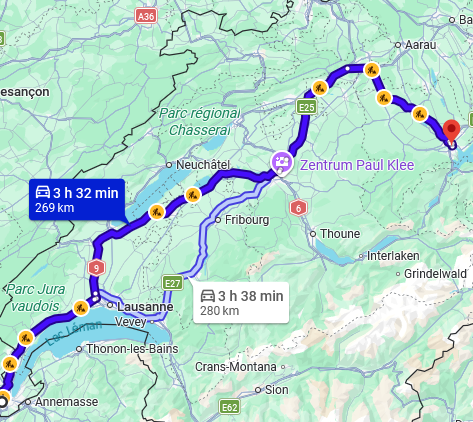 A36
Aarau
Ba
esançon
Parc régional
Chasseral
E25
Neuchâtel
Zentrum Paul Klee
3 h 32 min
269 km
6
Fribourg
Thoune
Interlaken
9
Grindelwald
E27
Parc Jura
vaudois
3 h 38 min
280 km
Lausanne
Vevey
Lac Léman
Thonon-les-Bains
Crans-Montana
Sion
Annemasse
E62